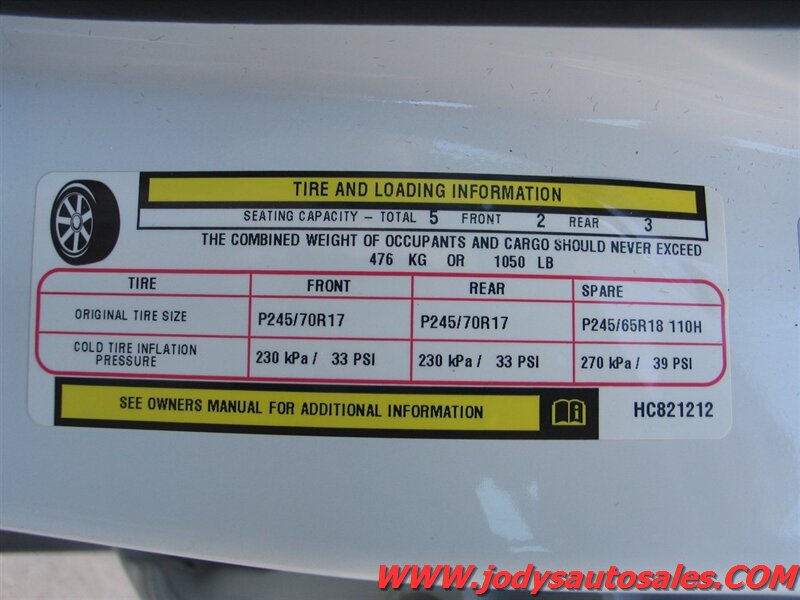 TIRE AND LOADING INFORMATION
SEATING CAPACITY – TOTAL 5 FRONT 2 REAR 3
THE COMBINED WEIGHT OF OCCUPANTS AND CARGO SHOULD NEVER EXCEED
476 KG OR 1050 LB
TIRE FRONT REAR SPARE
ORIGINAL TIRE SIZE P245/70R17 P245/70R17 P245/65R18 110H
COLD TIRE INFLATION PRESSURE 230 kPa / 33 PSI 230 kPa / 33 PSI 270 kPa / 39 PSI
SEE OWNERS MANUAL FOR ADDITIONAL INFORMATION i HC821212
WWW.jodysautosales.COM